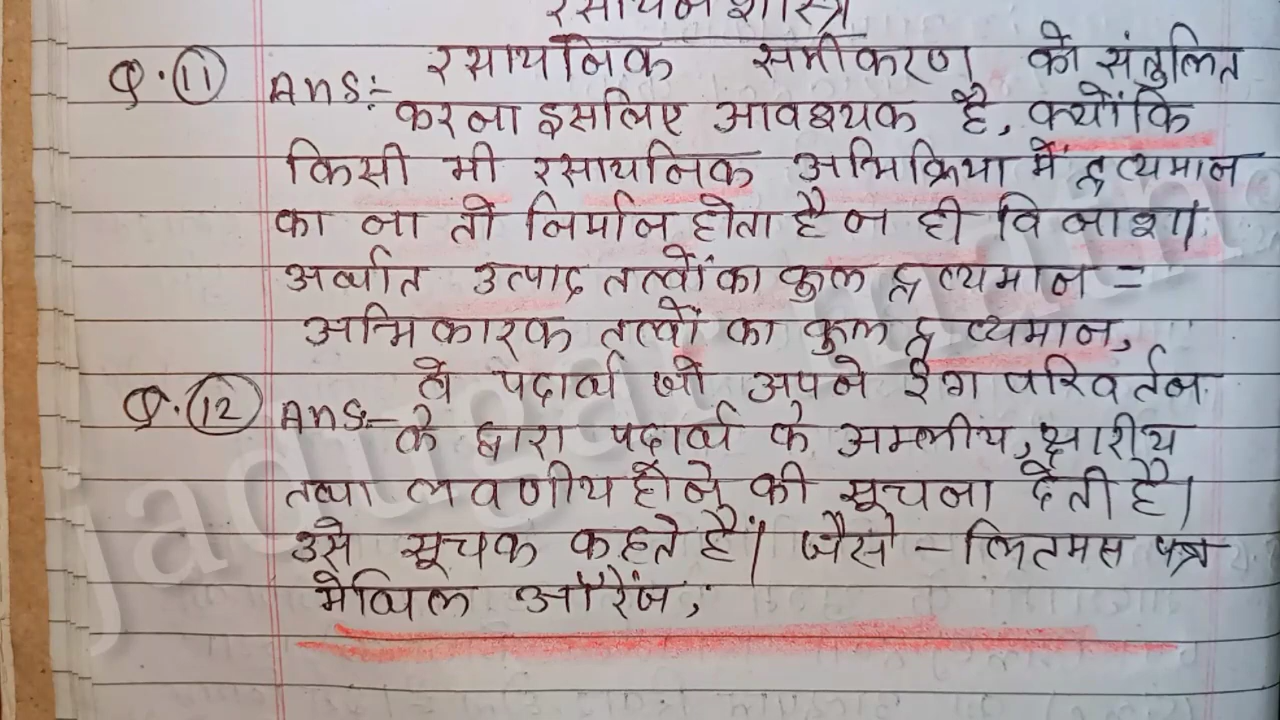 रसायनशास्त्र
Q.11 Ans:- रसायनिक समीकरण को संतुलित
करना इसलिए आवश्यक है, क्योंकि
किसी भी रसायनिक अभिक्रिया में द्रव्यमान
का ना तो निर्मान होता है न ही विनाश।
अर्थात उत्पाद तत्वों का कुल द्रव्यमान =
अभिकारक तत्वों का कुल द्रव्यमान,
Q.12 Ans:- वे पदार्थ जो अपने रंग परिवर्तन
के द्वारा पदार्थ के अम्लीय, क्षारीय
तथा लवणीय होने की सूचना देती है।
उसे सूचक कहते हैं। जैसे - लितमस पत्र
मेथिल औरेंज,